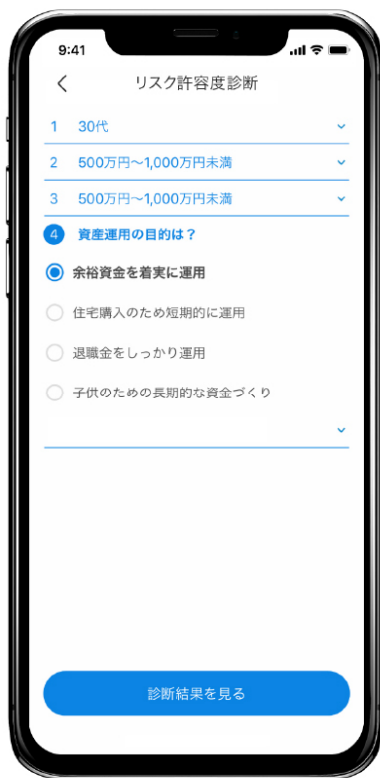 9:41
リスク許容度診断
1 30代
2 500万円〜1,000万円未満
3 500万円〜1,000万円未満
4 資産運用の目的は？
余裕資金を着実に運用
住宅購入のため短期的に運用
退職金をしっかり運用
子供のための長期的な資金づくり
診断結果を見る